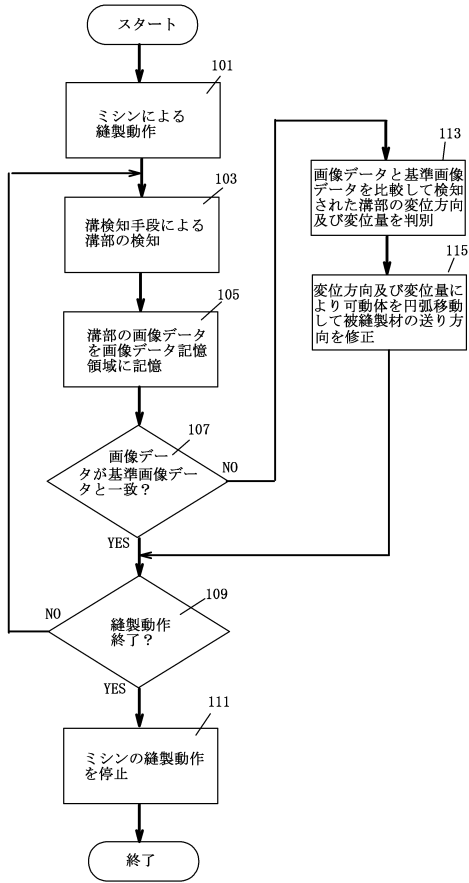 スタート
101
ミシンによる
縫製動作
103
溝検知手段による
溝部の検知
105
溝部の画像データ
を画像データ記憶
領域に記憶
107
画像デー
タが基準画像デー
タと一致？
NO
YES
113
画像データと基準画像
データを比較して検知
された溝部の変位方向
及び変位量を判別
115
変位方向及び変位量によ
り可動体を円弧移動
して被縫製材の送り方
向を修正
109
縫製動作
終了？
NO
YES
111
ミシンの縫製動作
を停止
終了